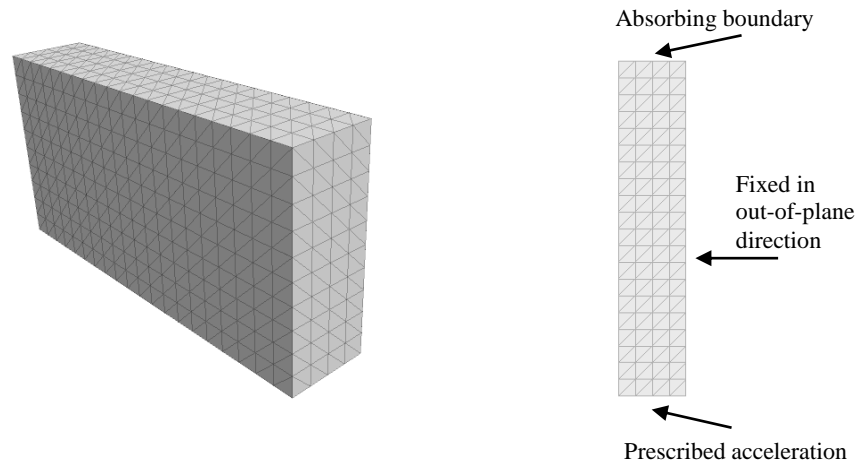 Absorbing boundary
Fixed in
out-of-plane
direction
Prescribed acceleration